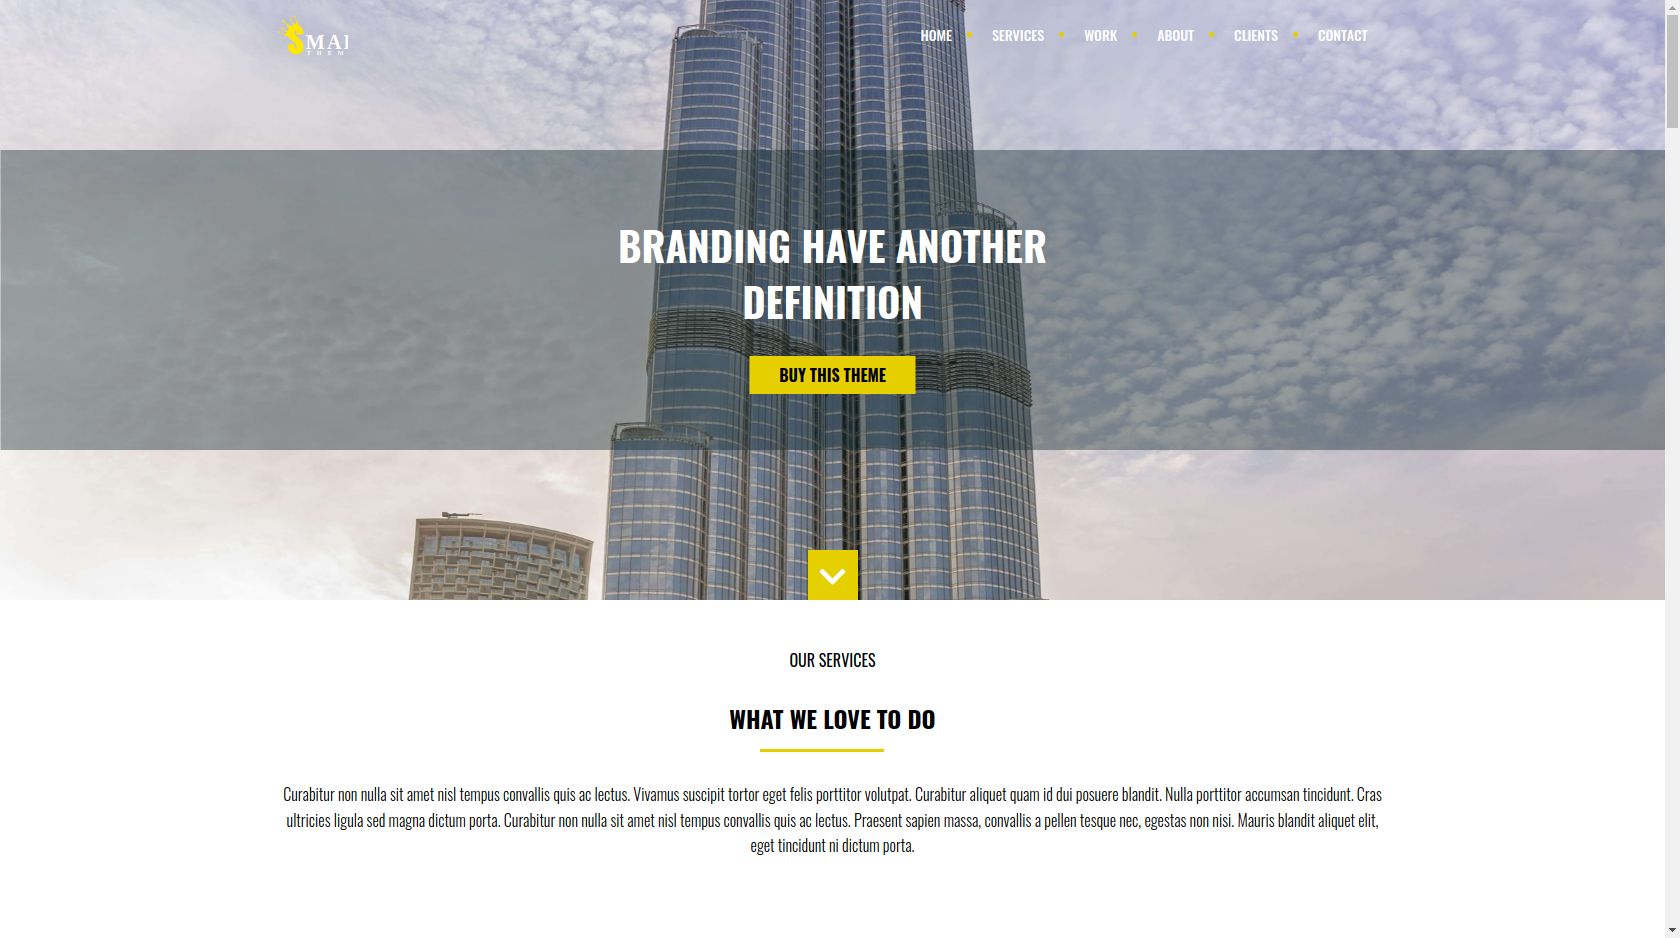 HOME SERVICES WORK ABOUT CLIENTS CONTACT
BRANDING HAVE ANOTHER
DEFINITION
BUY THIS THEME
OUR SERVICES
WHAT WE LOVE TO DO
Curabitur non nulla sit amet nisl tempus convallis quis ac lectus. Vivamus suscipit tortor eget felis porttitor volutpat. Curabitur aliquet quam id dui posuere blandit. Nulla porttitor accumsan tincidunt. Cras
ultricies ligula sed magna dictum porta. Curabitur non nulla sit amet nisl tempus convallis quis ac lectus. Praesent sapien massa, convallis a pellen tesque nec, egestas non nisi. Mauris blandit aliquet elit,
eget tincidunt ni dictum porta.